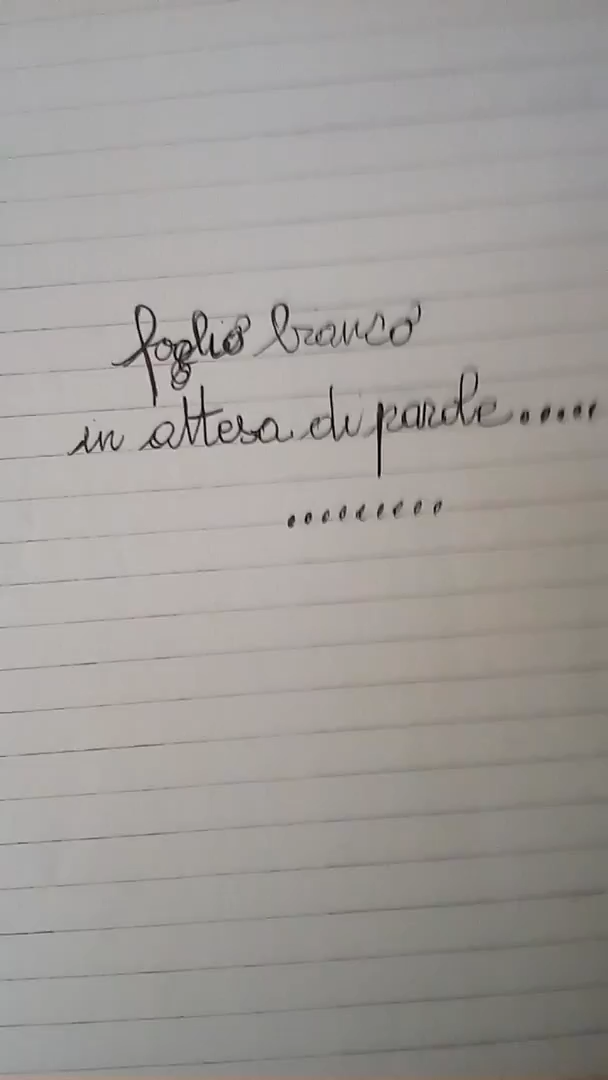 foglio bianco
in attesa di parole.....
.........